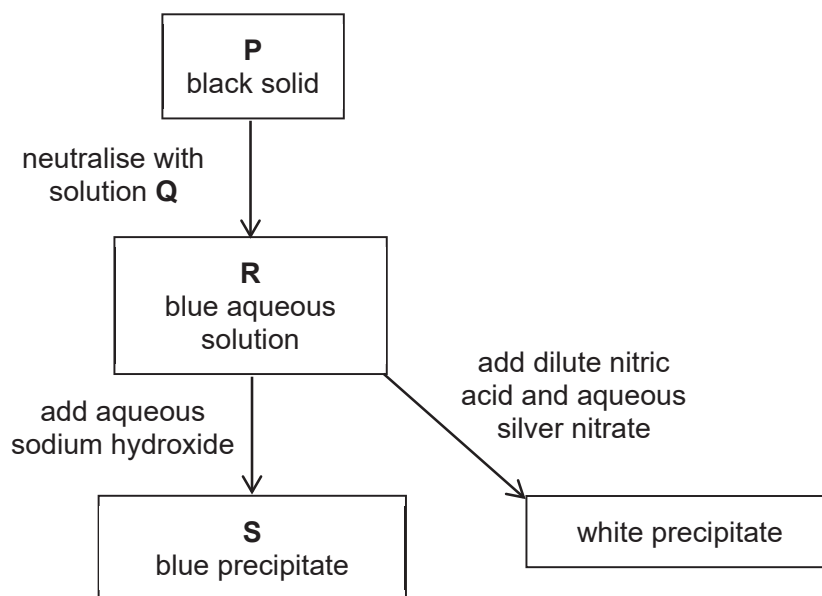 P
black solid
neutralise with
solution Q
R
blue aqueous
solution
add aqueous
sodium hydroxide
add dilute nitric
acid and aqueous
silver nitrate
S
blue precipitate
white precipitate